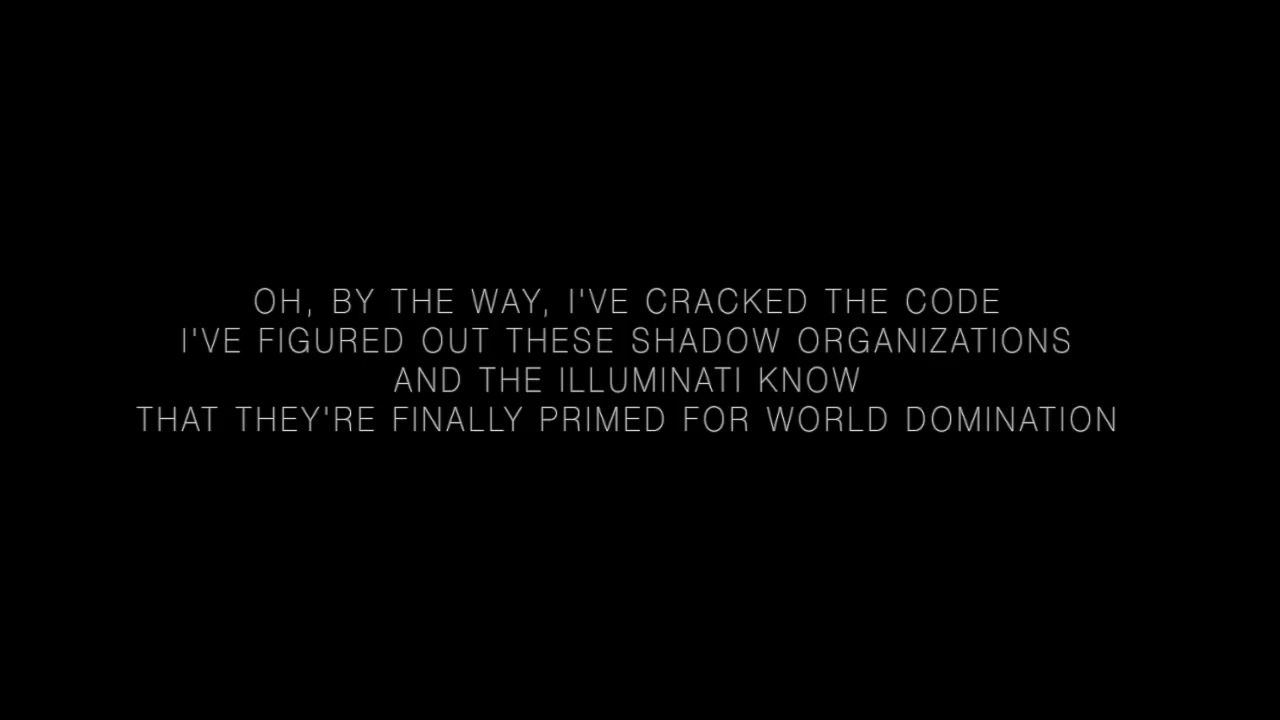 OH, BY THE WAY, I'VE CRACKED THE CODE
I'VE FIGURED OUT THESE SHADOW ORGANIZATIONS
AND THE ILLUMINATI KNOW
THAT THEY'RE FINALLY PRIMED FOR WORLD DOMINATION